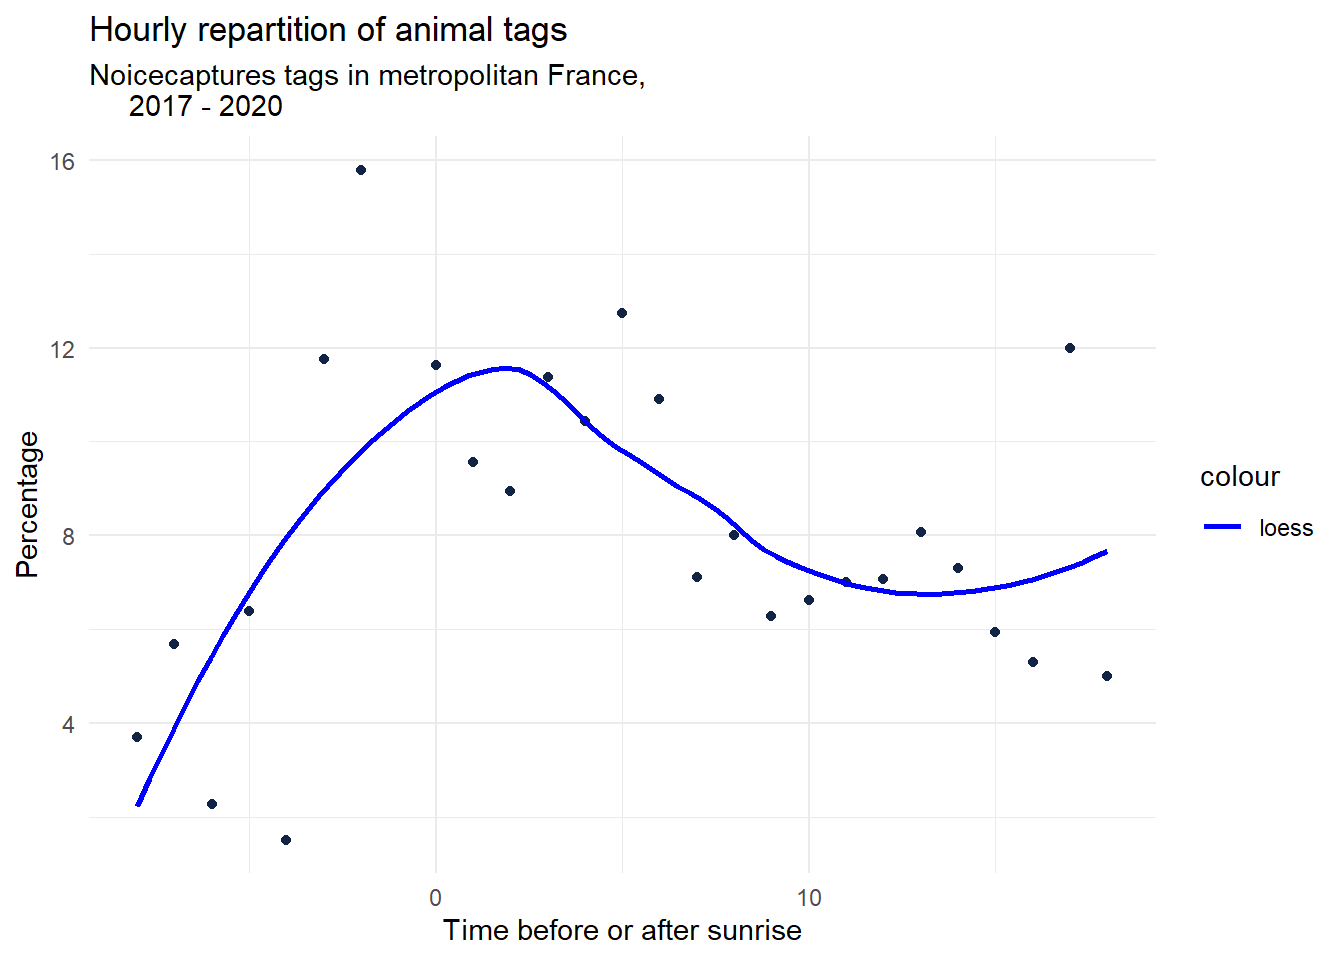 Hourly repartition of animal tags
Noicecaptures tags in metropolitan France,
2017 - 2020
16
12
8
4
Percentage
0
10
Time before or after sunrise
colour
loess